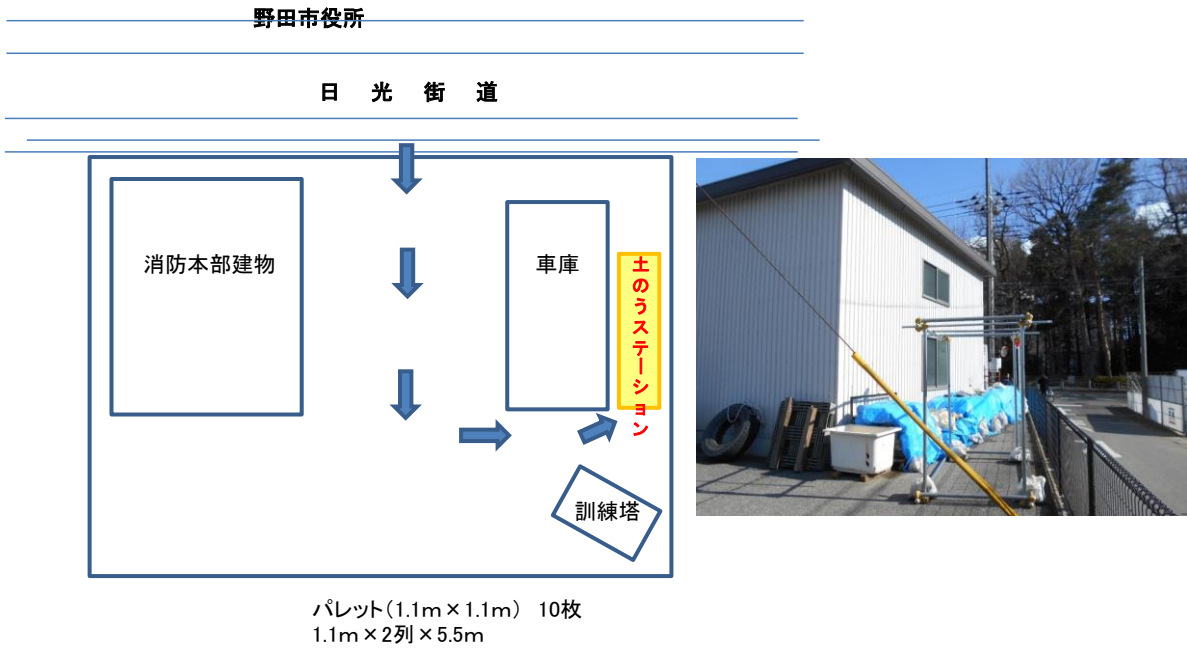 野田市役所
日光街道
消防本部建物
車庫
土のうステーション
訓練塔
パレット(1.1m×1.1m) 10枚
1.1m×2列×5.5m